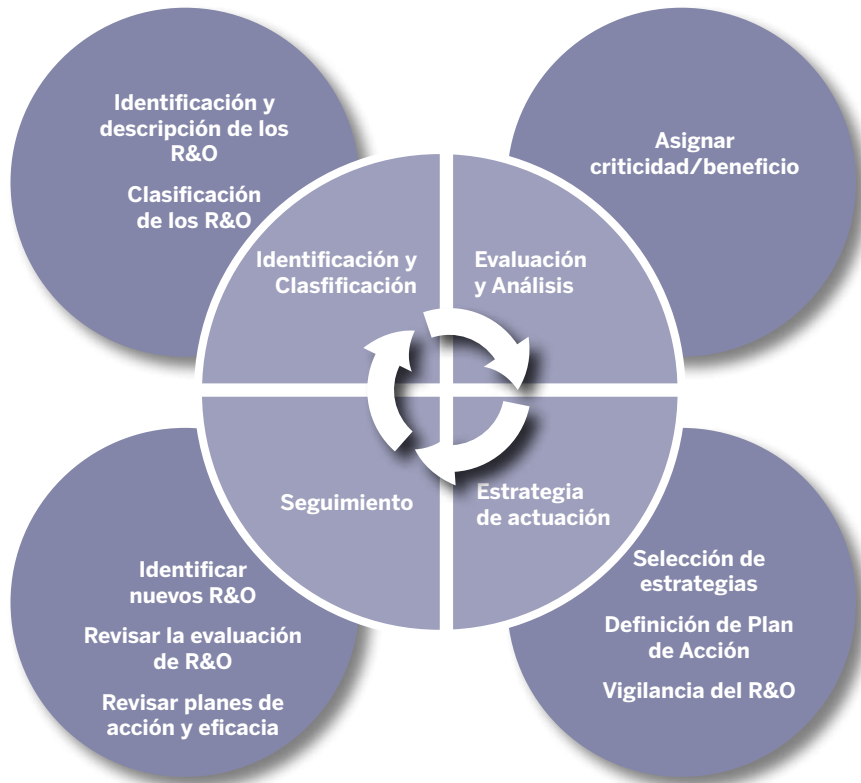 Identificación y
descripción de los
R&O
Clasificación
de los R&O
Asignar
criticidad/beneficio
Identificación y
Clasfificación
Evaluación
y Análisis
Seguimiento
Estrategia
de actuación
Identificar
nuevos R&O
Revisar la evaluación
de R&O
Revisar planes de
acción y eficacia
Selección de
estrategias
Definición de Plan
de Acción
Vigilancia del R&O